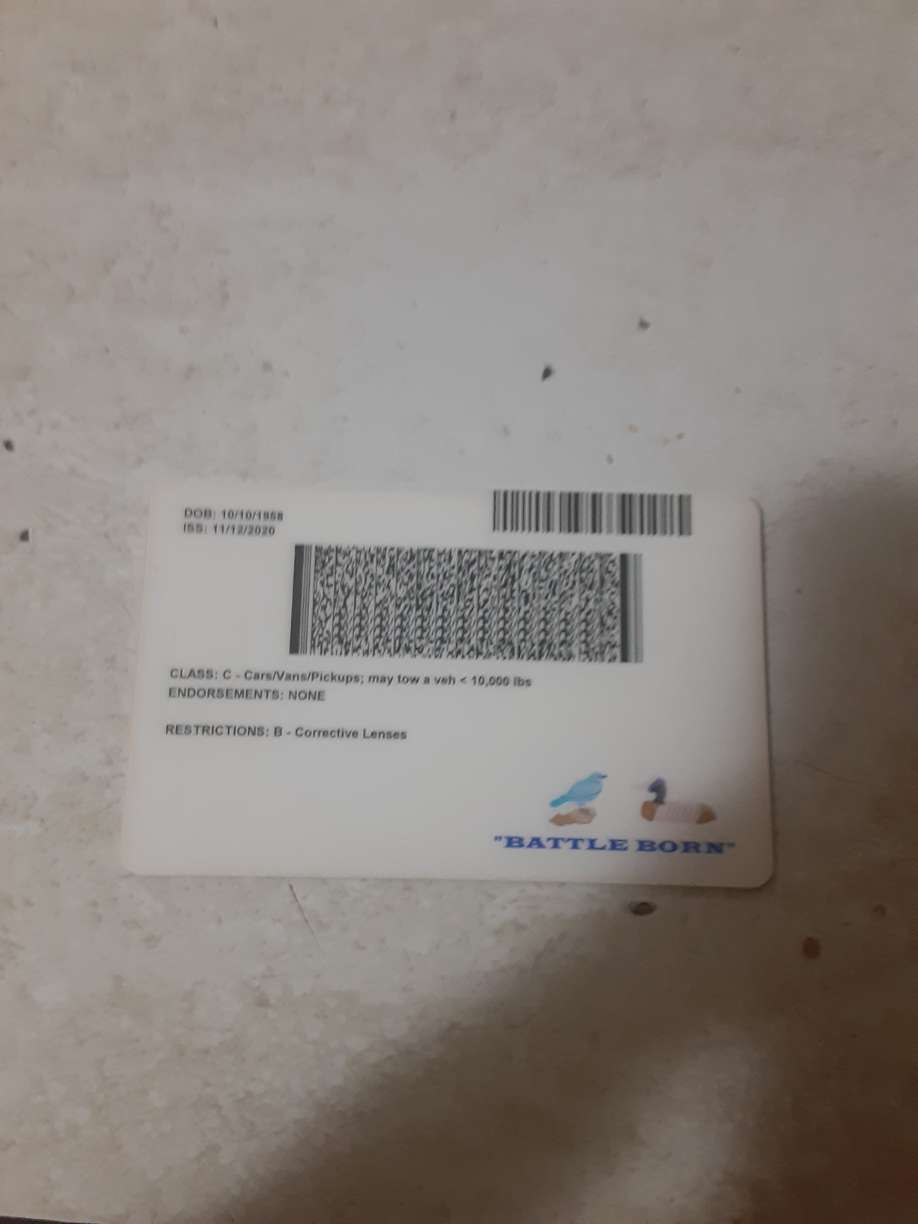 DOB: 10/10/1958
ISS: 11/12/2020
CLASS: C - Cars/Vans/Pickups; may tow a veh < 10,000 lbs
ENDORSEMENTS: NONE
RESTRICTIONS: B - Corrective Lenses
"BATTLE BORN"